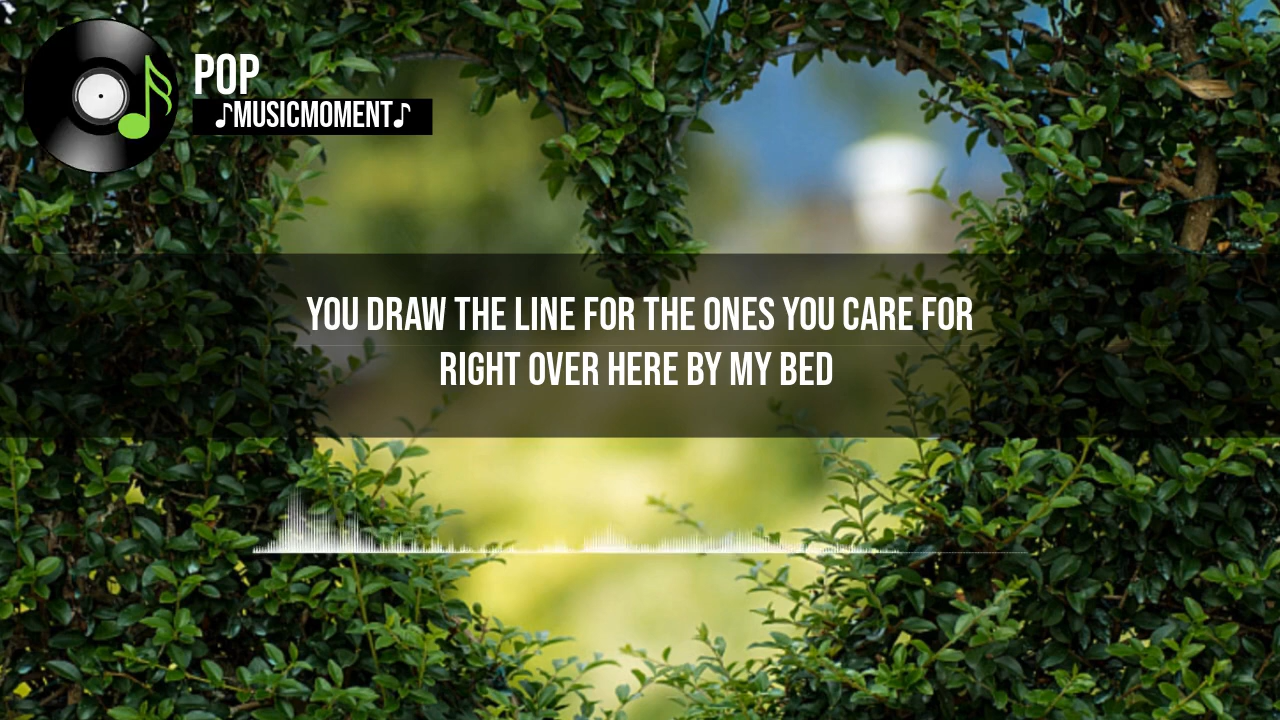 POP
♪MUSICMOMENT♪
YOU DRAW THE LINE FOR THE ONES YOU CARE FOR
RIGHT OVER HERE BY MY BED